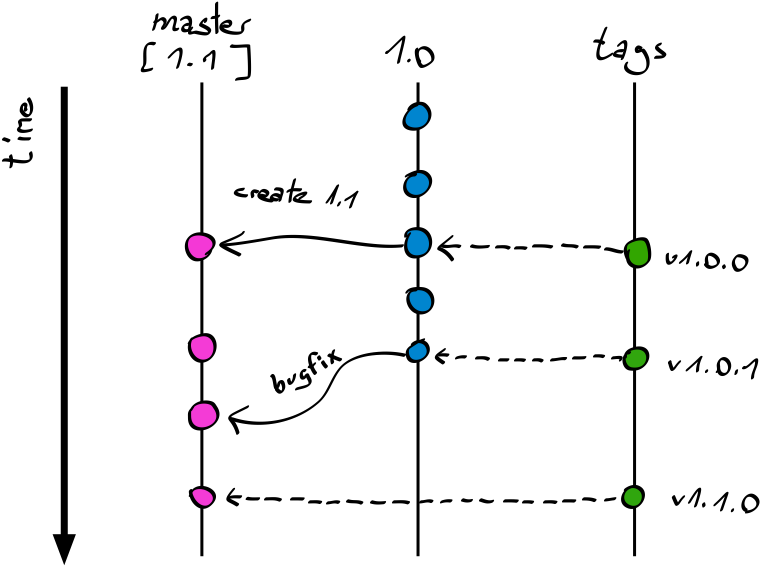 master
[ 1.1 ]
1.0
tags
time
create 1.1
v1.0.0
bugfix
v1.0.1
v1.1.0